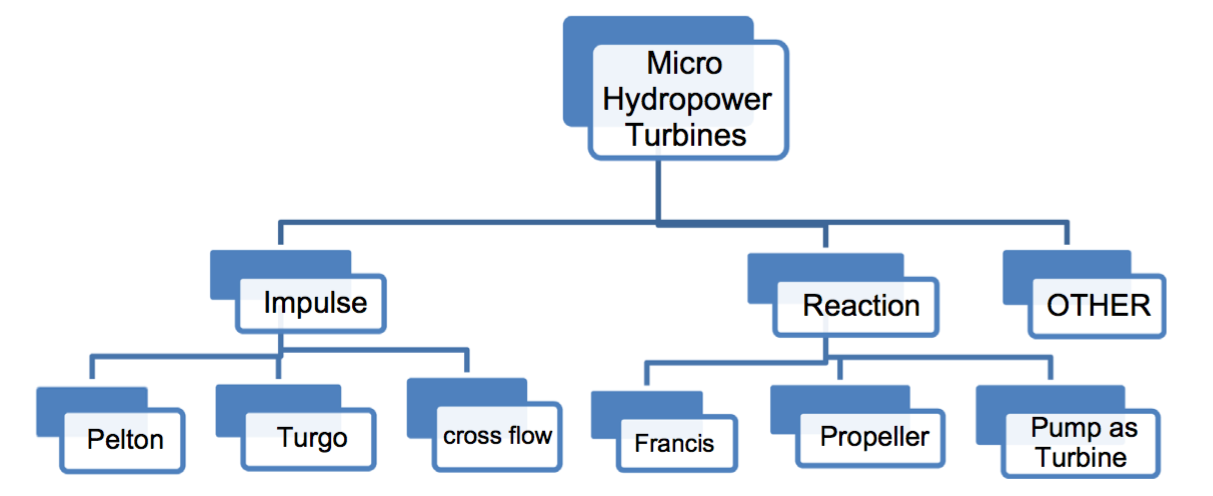 Micro
Hydropower
Turbines
Impulse
Reaction
OTHER
Pelton
Turgo
cross flow
Francis
Propeller
Pump as
Turbine